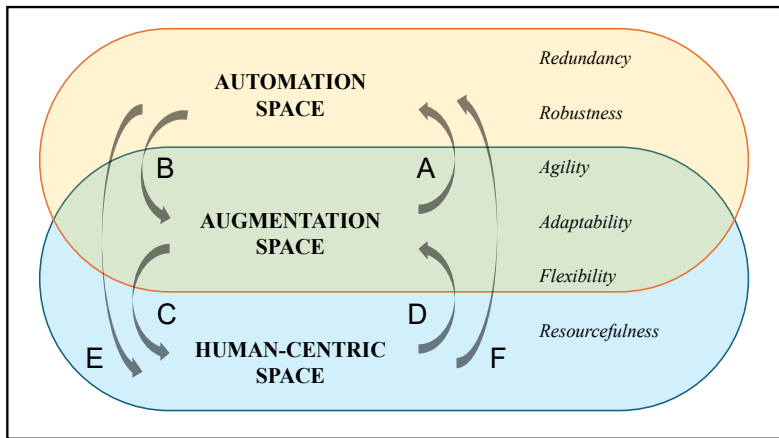 Redundancy
AUTOMATION
SPACE
Robustness
B
A
Agility
AUGMENTATION
SPACE
Adaptability
Flexibility
C
D
Resourcefulness
E
HUMAN-CENTRIC
SPACE
F